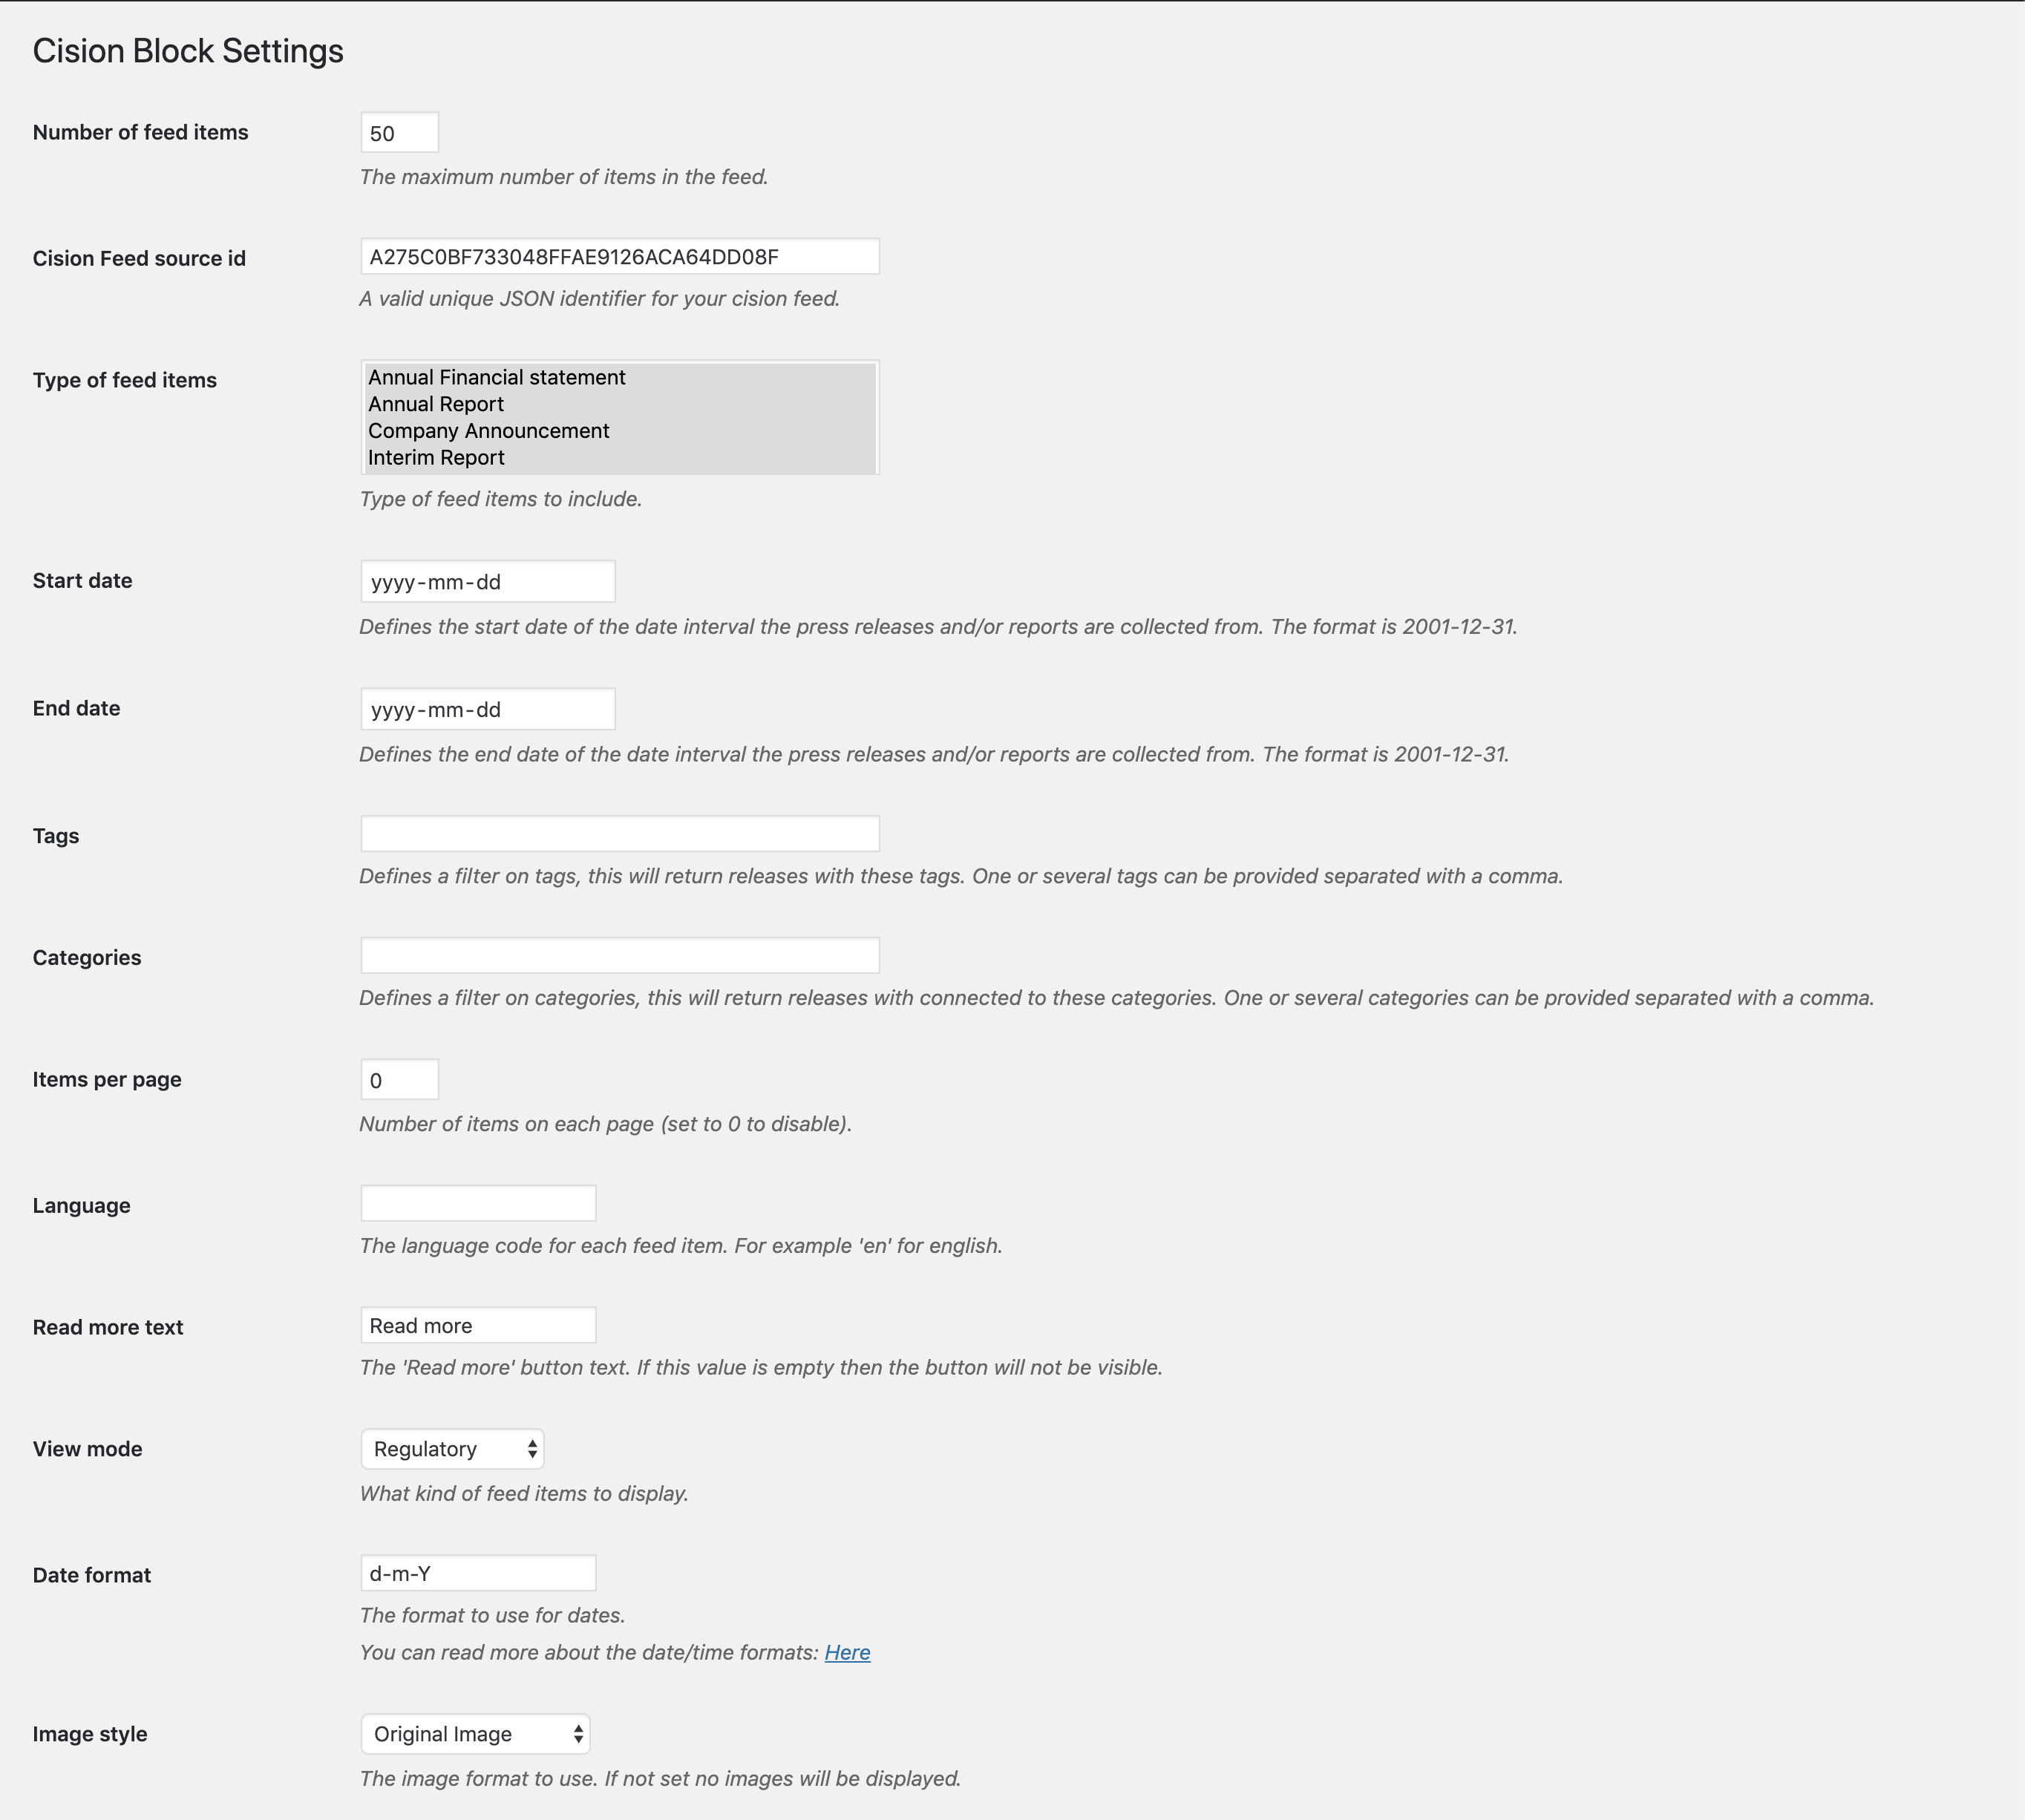 Cision Block Settings
Number of feed items
50
The maximum number of items in the feed.
Cision Feed source id
A275C0BF733048FFAE9126ACA64DD08F
A valid unique JSON identifier for your cision feed.
Type of feed items
Annual Financial statement
Annual Report
Company Announcement
Interim Report
Type of feed items to include.
Start date
yyyy-mm-dd
Defines the start date of the date interval the press releases and/or reports are collected from. The format is 2001-12-31.
End date
yyyy-mm-dd
Defines the end date of the date interval the press releases and/or reports are collected from. The format is 2001-12-31.
Tags
Defines a filter on tags, this will return releases with these tags. One or several tags can be provided separated with a comma.
Categories
Defines a filter on categories, this will return releases with connected to these categories. One or several categories can be provided separated with a comma.
Items per page
0
Number of items on each page (set to 0 to disable).
Language
The language code for each feed item. For example 'en' for english.
Read more text
Read more
The 'Read more' button text. If this value is empty then the button will not be visible.
View mode
Regulatory
What kind of feed items to display.
Date format
d-m-Y
The format to use for dates.
You can read more about the date/time formats: Here
Image style
Original Image
The image format to use. If not set no images will be displayed.